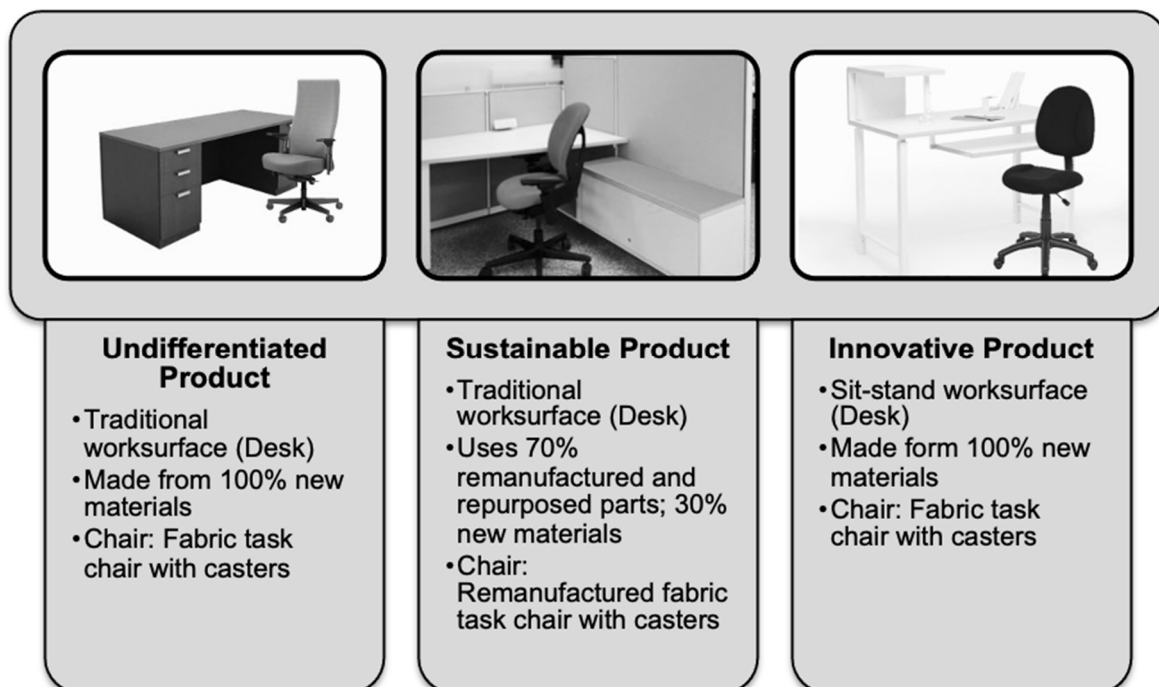 Undifferentiated
Product
•Traditional
worksurface (Desk)
•Made from 100% new
materials
•Chair: Fabric task
chair with casters
Sustainable Product
•Traditional
worksurface (Desk)
•Uses 70%
remanufactured and
repurposed parts; 30%
new materials
•Chair:
Remanufactured fabric
task chair with casters
Innovative Product
•Sit-stand worksurface
(Desk)
•Made form 100% new
materials
•Chair: Fabric task
chair with casters